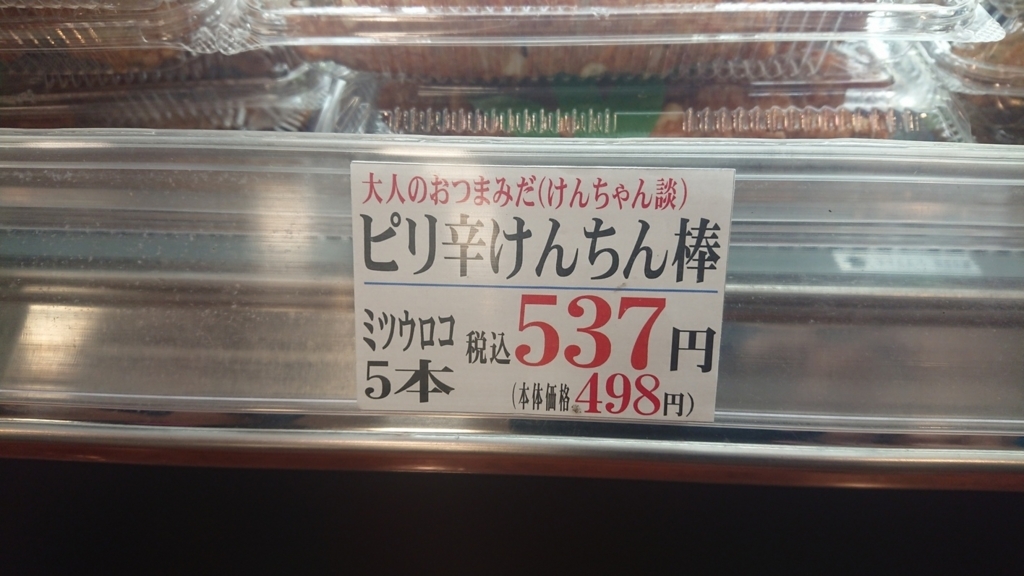 大人のおつまみだ(けんちゃん談)
ピリ辛けんちん棒
ミツウロコ
5本
税込537円
(本体価格498円)